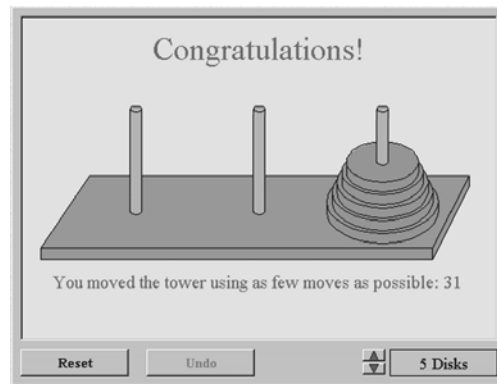 Congratulations!
You moved the tower using as few moves as possible: 31
Reset
Undo
5 Disks